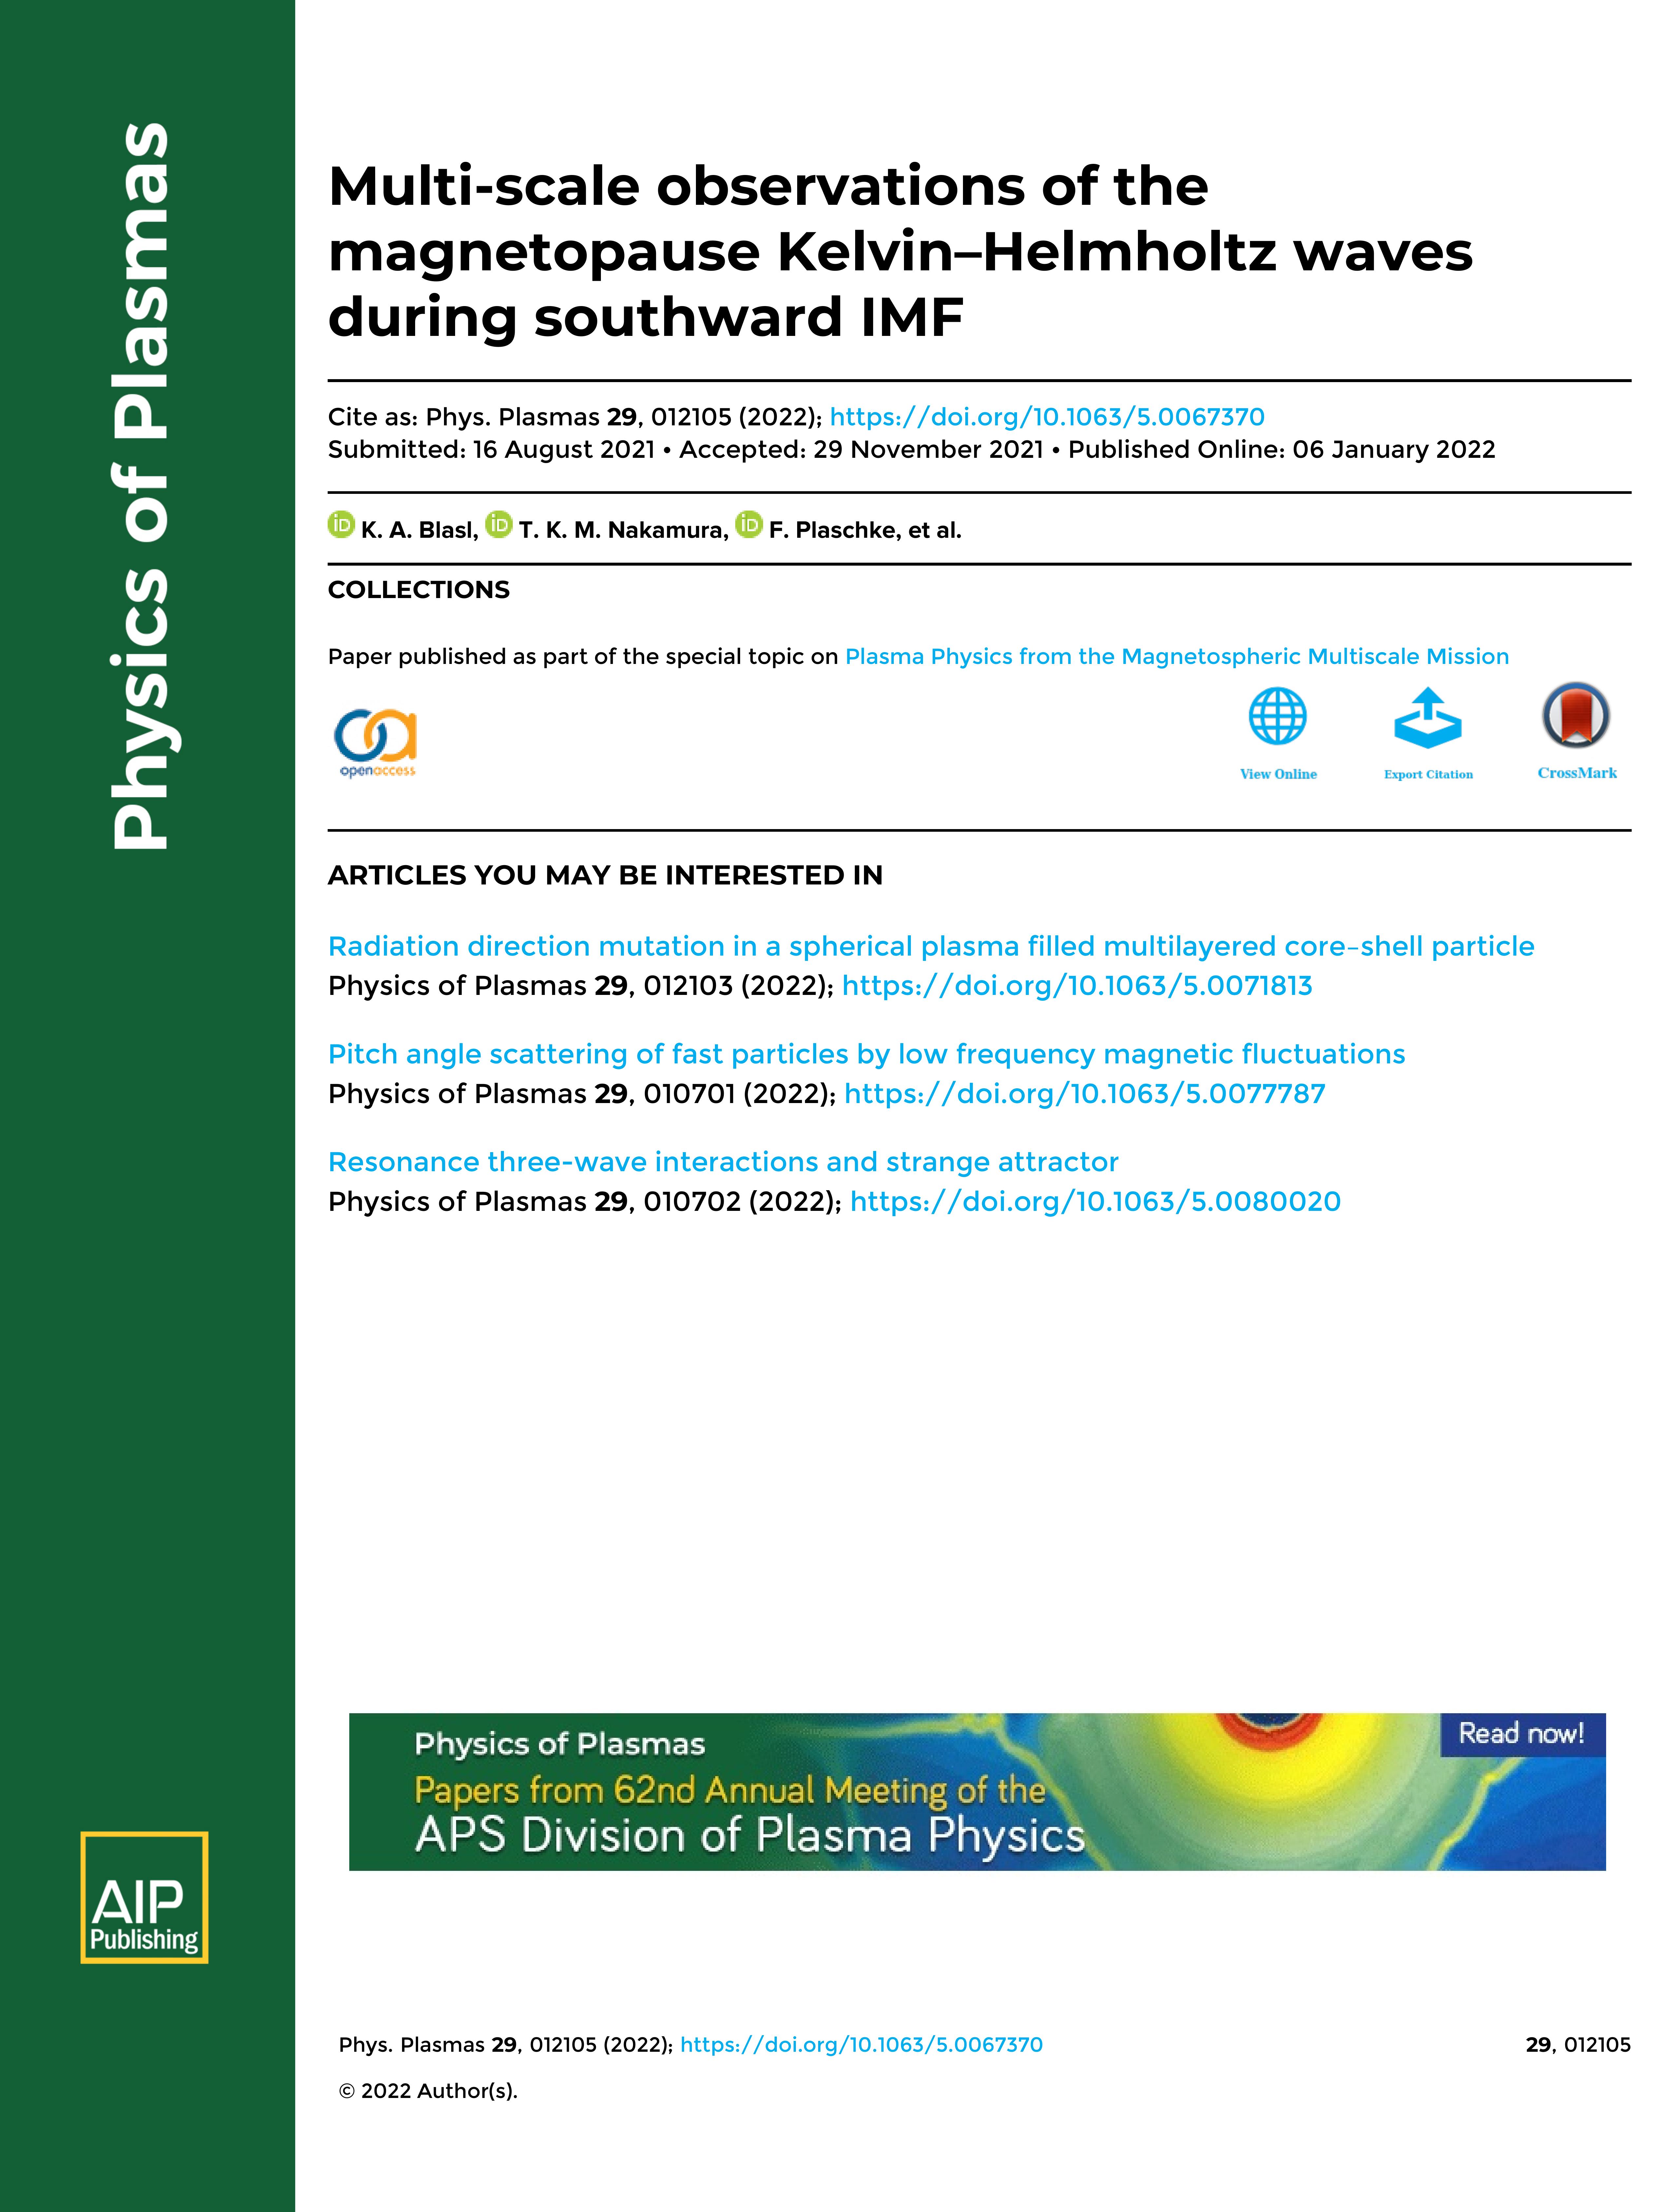 Physics of Plasmas
Multi-scale observations of the
magnetopause Kelvin–Helmholtz waves
during southward IMF
Cite as: Phys. Plasmas 29, 012105 (2022); https://doi.org/10.1063/5.0067370
Submitted: 16 August 2021 • Accepted: 29 November 2021 • Published Online: 06 January 2022
iD K. A. Blasl, iD T. K. M. Nakamura, iD F. Plaschke, et al.
COLLECTIONS
Paper published as part of the special topic on Plasma Physics from the Magnetospheric Multiscale Mission
openaccess
View Online
Export Citation
CrossMark
ARTICLES YOU MAY BE INTERESTED IN
Radiation direction mutation in a spherical plasma filled multilayered core–shell particle
Physics of Plasmas 29, 012103 (2022); https://doi.org/10.1063/5.0071813
Pitch angle scattering of fast particles by low frequency magnetic fluctuations
Physics of Plasmas 29, 010701 (2022); https://doi.org/10.1063/5.0077787
Resonance three-wave interactions and strange attractor
Physics of Plasmas 29, 010702 (2022); https://doi.org/10.1063/5.0080020
Physics of Plasmas
Read now!
Papers from 62nd Annual Meeting of the
APS Division of Plasma Physics
AIP
Publishing
Phys. Plasmas 29, 012105 (2022); https://doi.org/10.1063/5.0067370
29, 012105
© 2022 Author(s).